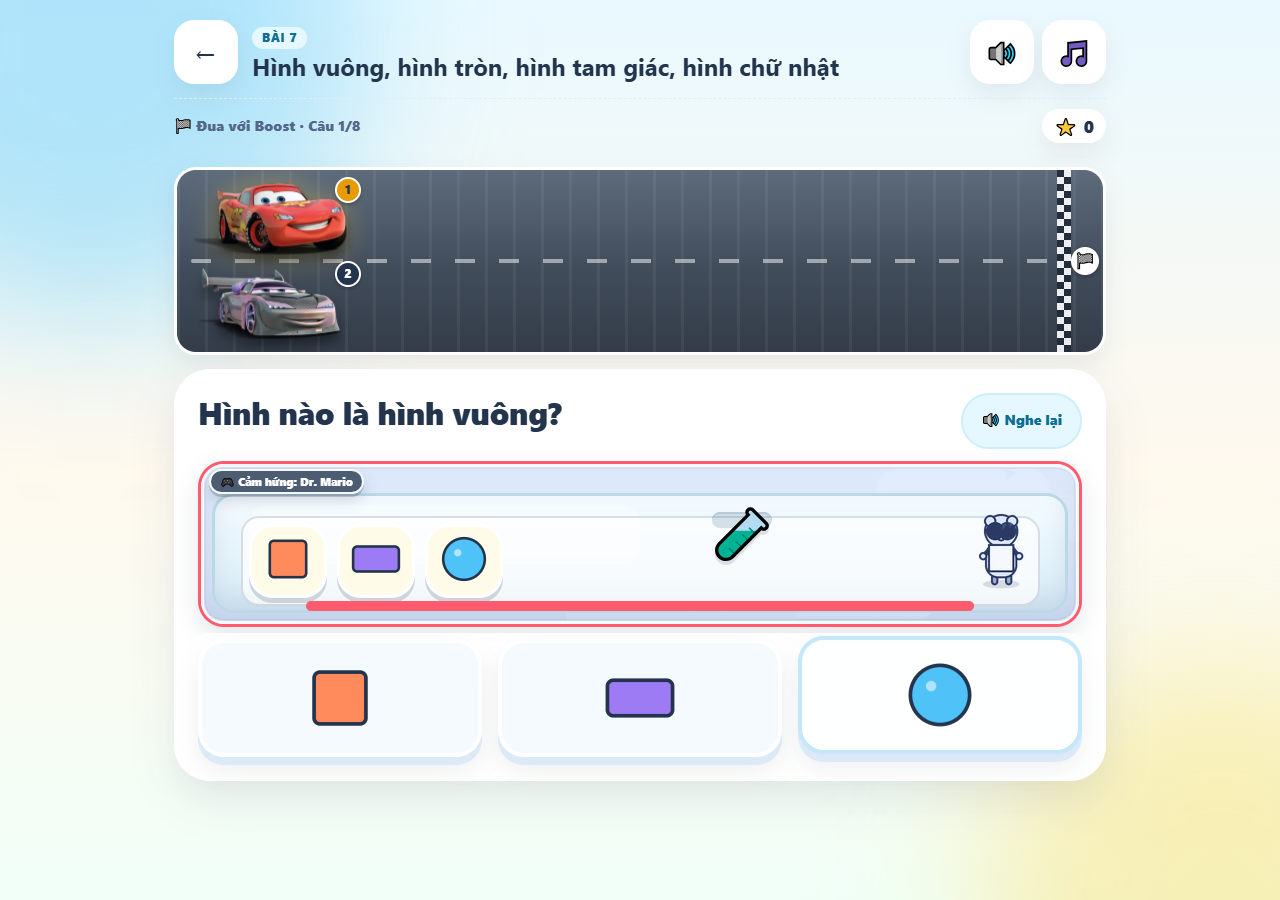 ←
BÀI 7
Hình vuông, hình tròn, hình tam giác, hình chữ nhật
Đua với Boost · Câu 1/8
0
1
2
Hình nào là hình vuông?
Nghe lại
Cảm hứng: Dr. Mario